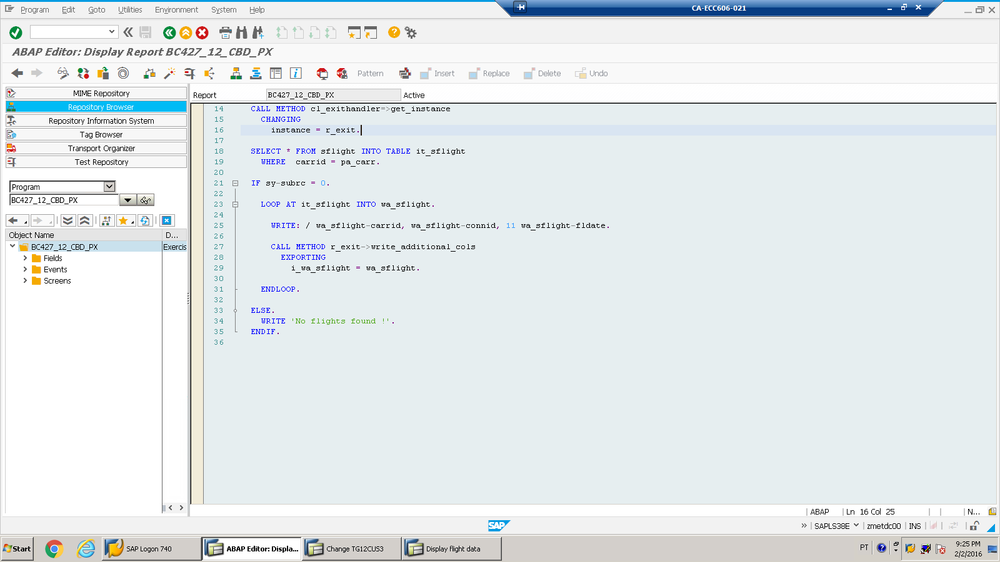 Program Edit Goto Utilities Environment System Help
CA-ECC606-021
ABAP Editor: Display Report BC427_12_CBD_PX
Pattern Insert Replace Delete Undo
MIME Repository
Repository Browser
Repository Information System
Tag Browser
Transport Organizer
Test Repository
Program
BC427_12_CBD_PX
Object Name D...
BC427_12_CBD_PX Exercis
Fields
Events
Screens
Report BC427_12_CBD_PX Active
14 CALL METHOD cl_exithandler=>get_instance
15 CHANGING
16 instance = r_exit.
17
18 SELECT * FROM sflight INTO TABLE it_sflight
19 WHERE carrid = pa_carr.
20
21 IF sy-subrc = 0.
22
23 LOOP AT it_sflight INTO wa_sflight.
24
25 WRITE: / wa_sflight-carrid, wa_sflight-connid, 11 wa_sflight-fldate.
26
27 CALL METHOD r_exit->write_additional_cols
28 EXPORTING
29 i_wa_sflight = wa_sflight.
30
31 ENDLOOP.
32
33 ELSE.
34 WRITE 'No flights found !'.
35 ENDIF.
36
ABAP Ln 16 Col 25 N...
SAP
SAPLS38E zmetdc00 INS
Start
SAP Logon 740
ABAP Editor: Displa...
Change TG12CUS3
Display flight data
PT
9:25 PM
2/2/2016